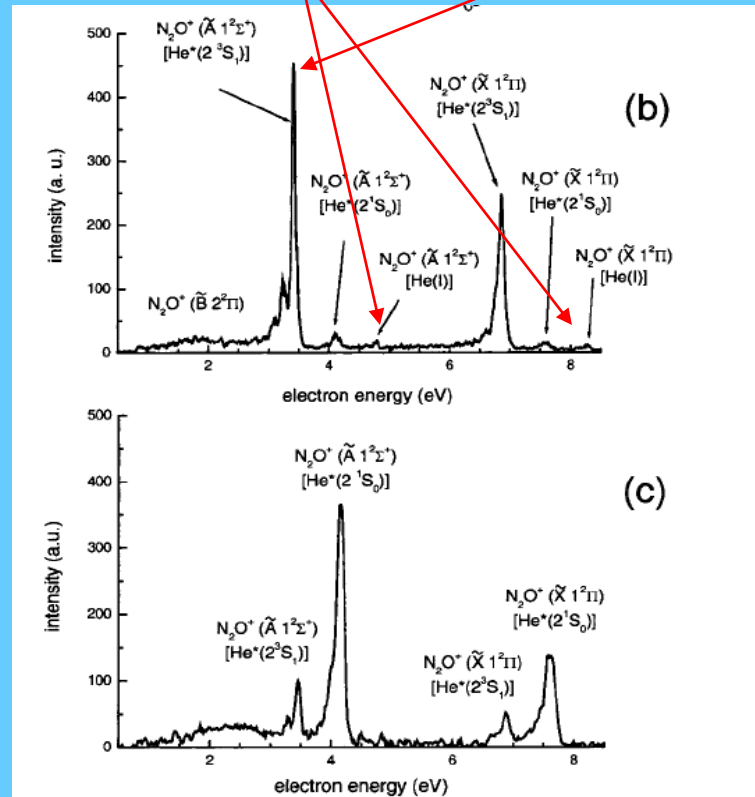 500
400
300
200
100
0
intensity (a. u.)
N₂O⁺ (Ã 1²Σ⁺)
[He*(2 ³S₁)]
N₂O⁺ (Ã 1²Σ⁺)
[He*(2¹S₀)]
N₂O⁺ (Ã 1²Σ⁺)
[He(I)]
N₂O⁺ (B̃ 2²Π)
N₂O⁺ (X̃ 1²Π)
[He*(2³S₁)]
N₂O⁺ (X̃ 1²Π)
[He*(2¹S₀)]
N₂O⁺ (X̃ 1²Π)
[He(I)]
(b)
2 4 6 8
electron energy (eV)
500
400
300
200
100
0
intensity (a.u.)
N₂O⁺ (Ã 1²Σ⁺)
[He*(2 ¹S₀)]
N₂O⁺ (Ã 1²Σ⁺)
[He*(2³S₁)]
N₂O⁺ (X̃ 1²Π)
[He*(2¹S₀)]
N₂O⁺ (X̃ 1²Π)
[He*(2³S₁)]
(c)
2 4 6 8
electron energy (eV)